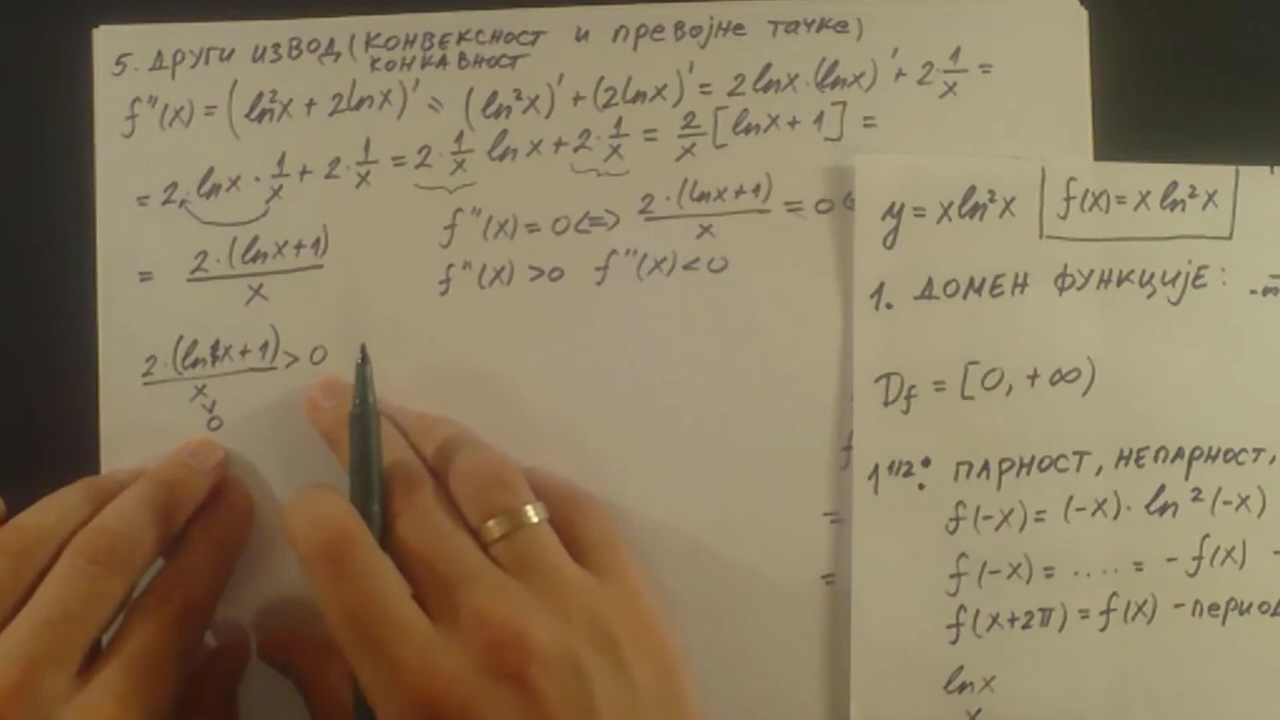 5. ДРУГИ ИЗВОД (КОНВЕКСНОСТ и превојне тачке)
КОНКАВНОСТ
f''(x) = (ln²x + 2lnx)' = (ln²x)' + (2lnx)' = 2lnx·(lnx)' + 2·1/x =
= 2·lnx·1/x + 2·1/x = 2·1/x lnx + 2·1/x = 2/x [lnx+1] =
= 2·(lnx+1)/x
f''(x) = 0 <=> 2·(lnx+1)/x = 0
f''(x) > 0 f''(x) < 0
2·(lnx+1)/x > 0
0
y = xln²x f(x) = x ln²x
1. ДОМЕН ФУНКЦИЈЕ:
Df = [0, +∞)
1 1/2. ПАРНОСТ, НЕПАРНОСТ,
f(-x) = (-x)·ln²(-x)
f(-x) = ..... = -f(x) -
f(x+2π) = f(x) -
lnx
x